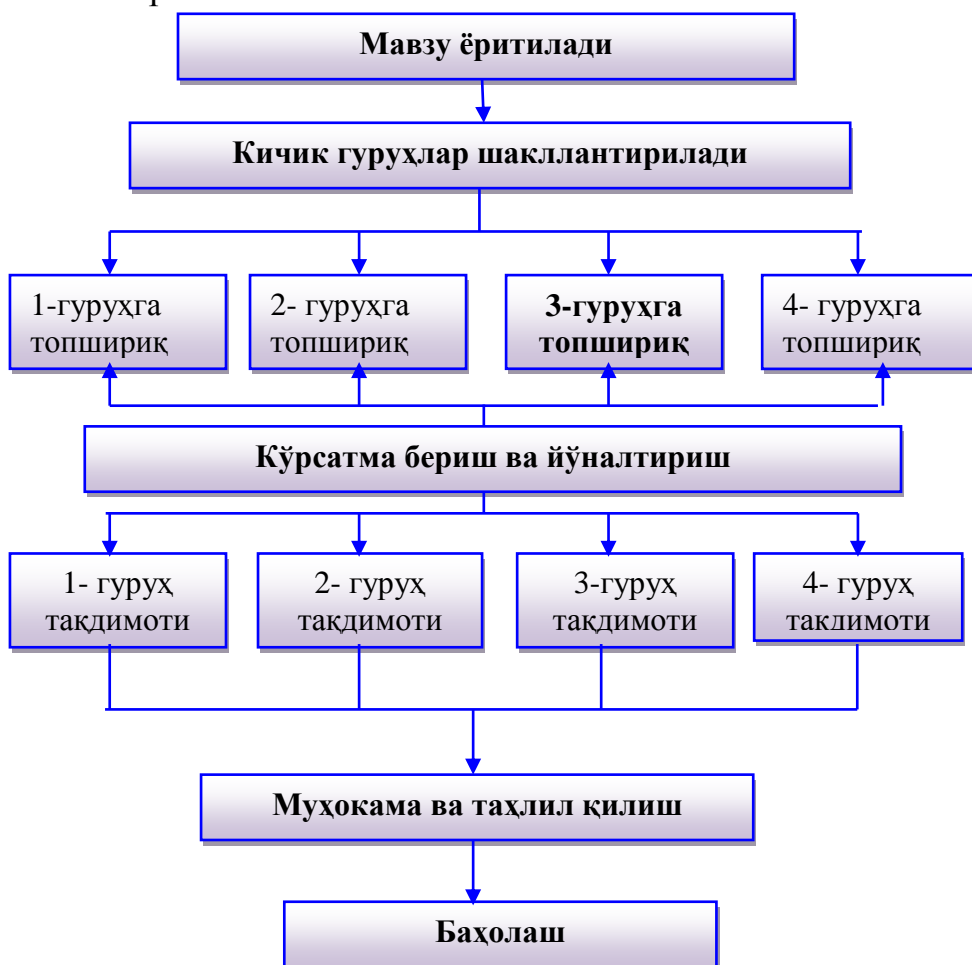 Мавзу ёритилади
Кичик гуруҳлар шакллантирилади
1-гуруҳга
топшириқ
2- гуруҳга
топшириқ
3-гуруҳга
топшириқ
4- гуруҳга
топшириқ
Кўрсатма бериш ва йўналтириш
1- гуруҳ
тақдимоти
2- гуруҳ
тақдимоти
3-гуруҳ
тақдимоти
4- гуруҳ
тақдимоти
Муҳокама ва таҳлил қилиш
Баҳолаш